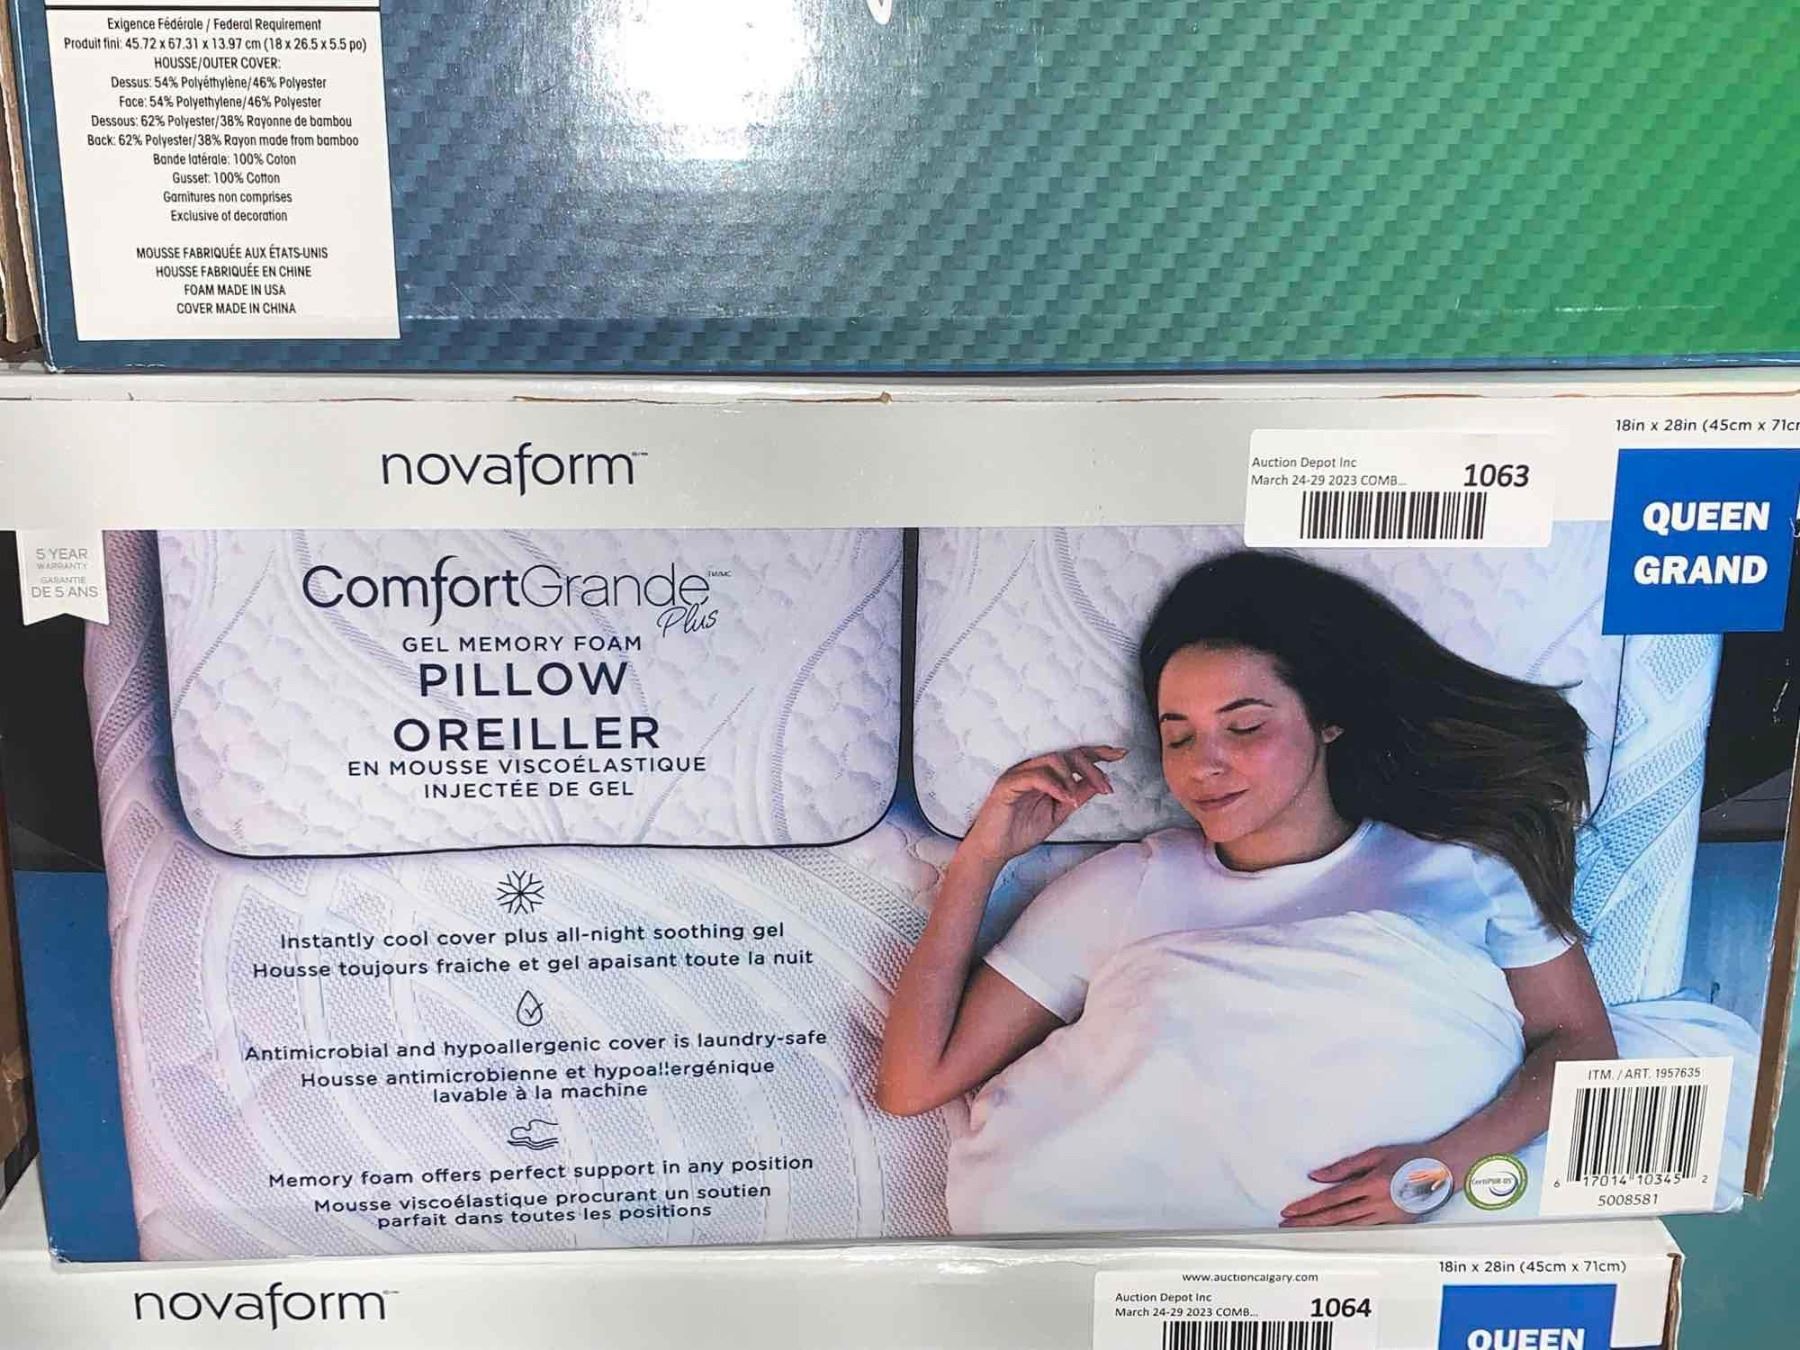 Exigence Fédérale / Federal Requirement
Produit fini: 45.72 x 67.31 x 13.97 cm (18 x 26.5 x 5.5 po)
HOUSSE/OUTER COVER:
Dessus: 54% Polyéthylène/46% Polyester
Face: 54% Polyethylene/46% Polyester
Dessous: 62% Polyester/38% Rayonne de bambou
Back: 62% Polyester/38% Rayon made from bamboo
Bande latérale: 100% Coton
Gusset: 100% Cotton
Garnitures non comprises
Exclusive of decoration
MOUSSE FABRIQUÉE AUX ÉTATS-UNIS
HOUSSE FABRIQUÉE EN CHINE
FOAM MADE IN USA
COVER MADE IN CHINA
18in x 28in (45cm x 71c
novaform™
Auction Depot Inc
March 24-29 2023 COMB...
1063
QUEEN
GRAND
5 YEAR
WARRANTY
GARANTIE
DE 5 ANS
ComfortGrande™/MC
Plus
GEL MEMORY FOAM
PILLOW
OREILLER
EN MOUSSE VISCOÉLASTIQUE
INJECTÉE DE GEL
Instantly cool cover plus all-night soothing gel
Housse toujours fraiche et gel apaisant toute la nuit
Antimicrobial and hypoallergenic cover is laundry-safe
Housse antimicrobienne et hypoallergénique
lavable à la machine
Memory foam offers perfect support in any position
Mousse viscoélastique procurant un soutien
parfait dans toutes les positions
CertiPUR-US
ITM. / ART. 1957635
6 17014 10345 2
5008581
novaform™
www.auctioncalgary.com
Auction Depot Inc
March 24-29 2023 COMB...
1064
18in x 28in (45cm x 71cm)
QUEEN